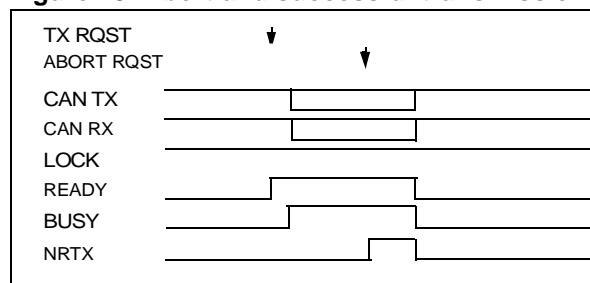 TX RQST
ABORT RQST
CAN TX
CAN RX
LOCK
READY
BUSY
NRTX